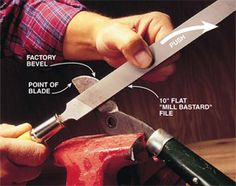 PUSH
FACTORY
BEVEL
POINT OF
BLADE
10" FLAT
"MILL BASTARD"
FILE